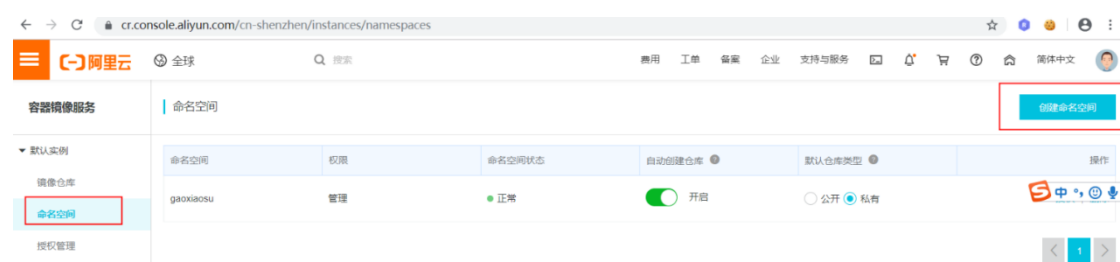 cr.console.aliyun.com/cn-shenzhen/instances/namespaces
阿里云 全球 搜索 费用 工单 备案 企业 支持与服务 简体中文
容器镜像服务 命名空间 创建命名空间
默认实例
命名空间 权限 命名空间状态 自动创建仓库 默认仓库类型 操作
镜像仓库
gaoxiaosu 管理 正常 开启 公开 私有
中
命名空间
授权管理
1